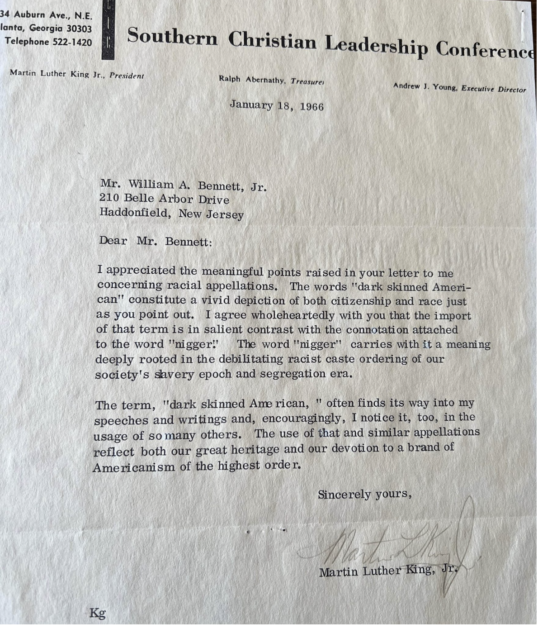 34 Auburn Ave., N.E.
lanta, Georgia 30303
Telephone 522-1420
Southern Christian Leadership Conference
Martin Luther King Jr., President
Ralph Abernathy, Treasurer
Andrew J. Young, Executive Director
January 18, 1966
Mr. William A. Bennett, Jr.
210 Belle Arbor Drive
Haddonfield, New Jersey
Dear Mr. Bennett:
I appreciated the meaningful points raised in your letter to me
concerning racial appellations. The words "dark skinned Ameri-
can" constitute a vivid depiction of both citizenship and race just
as you point out. I agree wholeheartedly with you that the import
of that term is in salient contrast with the connotation attached
to the word "nigger." The word "nigger" carries with it a meaning
deeply rooted in the debilitating racist caste ordering of our
society's slavery epoch and segregation era.
The term, "dark skinned American, " often finds its way into my
speeches and writings and, encouragingly, I notice it, too, in the
usage of so many others. The use of that and similar appellations
reflect both our great heritage and our devotion to a brand of
Americanism of the highest order.
Sincerely yours,
Martin L King Jr
Martin Luther King, Jr.
Kg